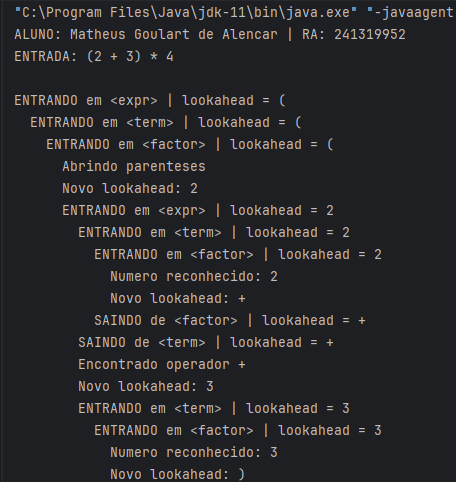 "C:\Program Files\Java\jdk-11\bin\java.exe" "-javaagent
ALUNO: Matheus Goulart de Alencar | RA: 241319952
ENTRADA: (2 + 3) * 4
ENTRANDO em <expr> | lookahead = (
ENTRANDO em <term> | lookahead = (
ENTRANDO em <factor> | lookahead = (
Abrindo parenteses
Novo lookahead: 2
ENTRANDO em <expr> | lookahead = 2
ENTRANDO em <term> | lookahead = 2
ENTRANDO em <factor> | lookahead = 2
Numero reconhecido: 2
Novo lookahead: +
SAINDO de <factor> | lookahead = +
SAINDO de <term> | lookahead = +
Encontrado operador +
Novo lookahead: 3
ENTRANDO em <term> | lookahead = 3
ENTRANDO em <factor> | lookahead = 3
Numero reconhecido: 3
Novo lookahead: )